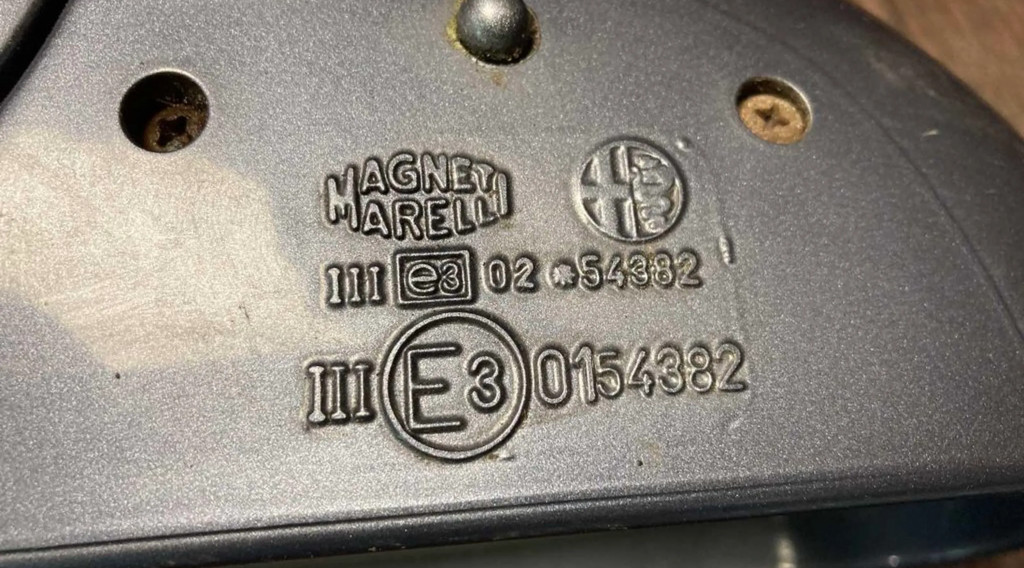 MAGNETI
MARELLI
III e3 02 *54382
III E3 0154382